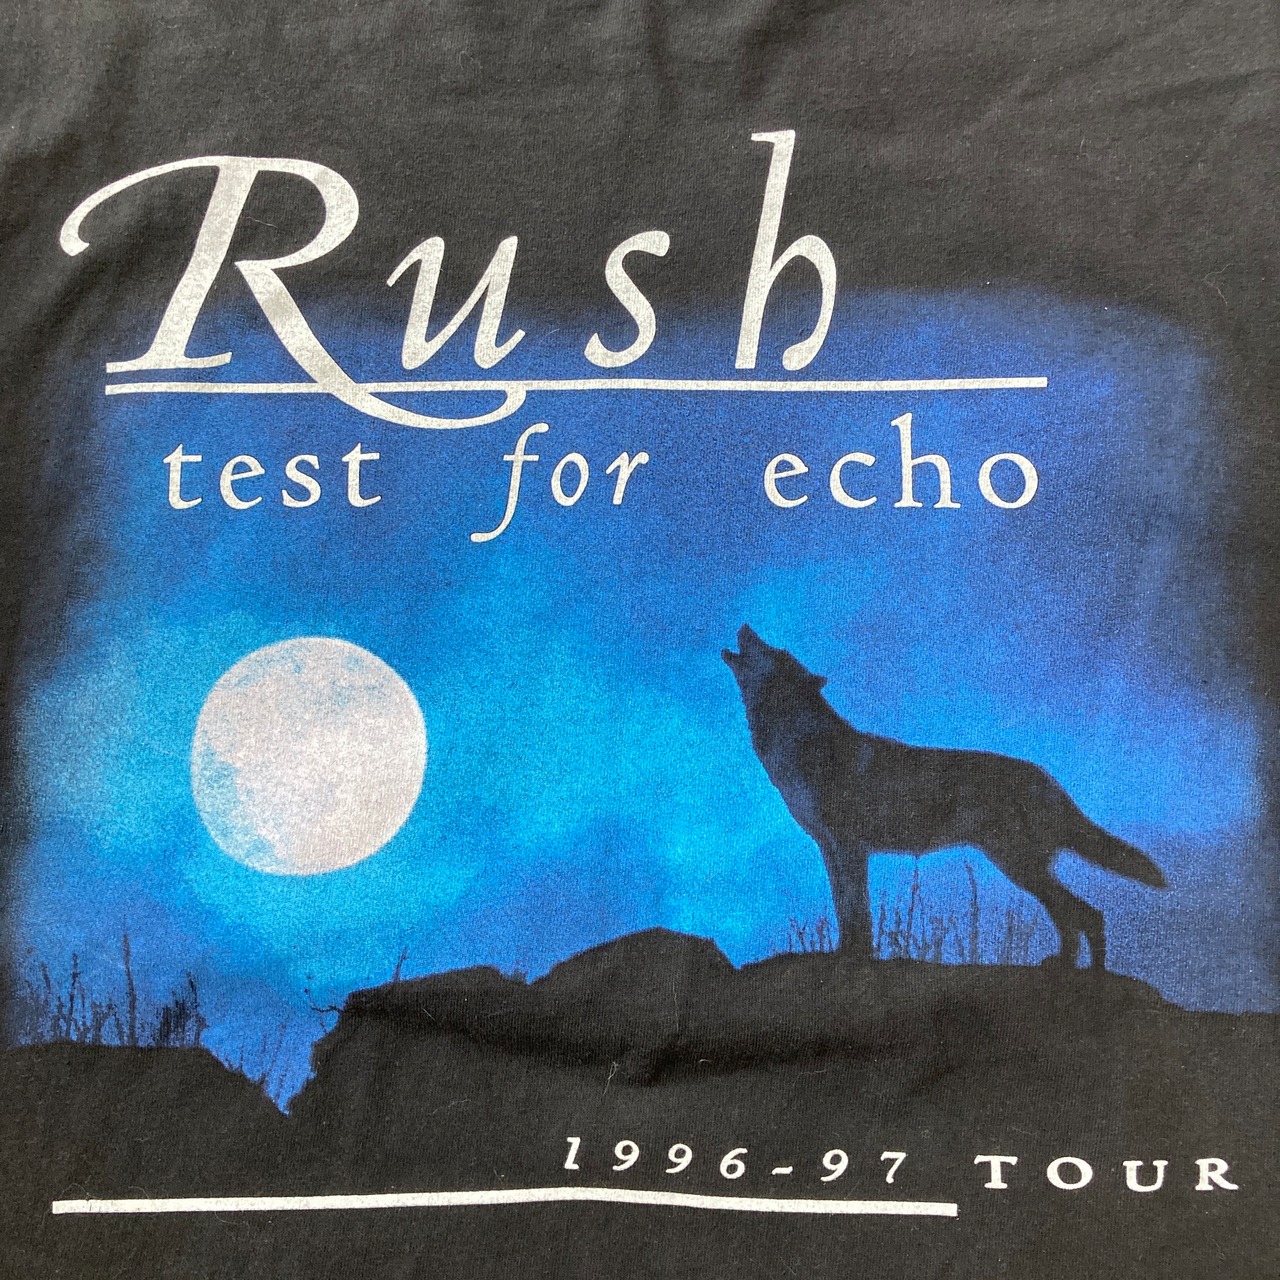 Rush
test for echo
1996-97 TOUR